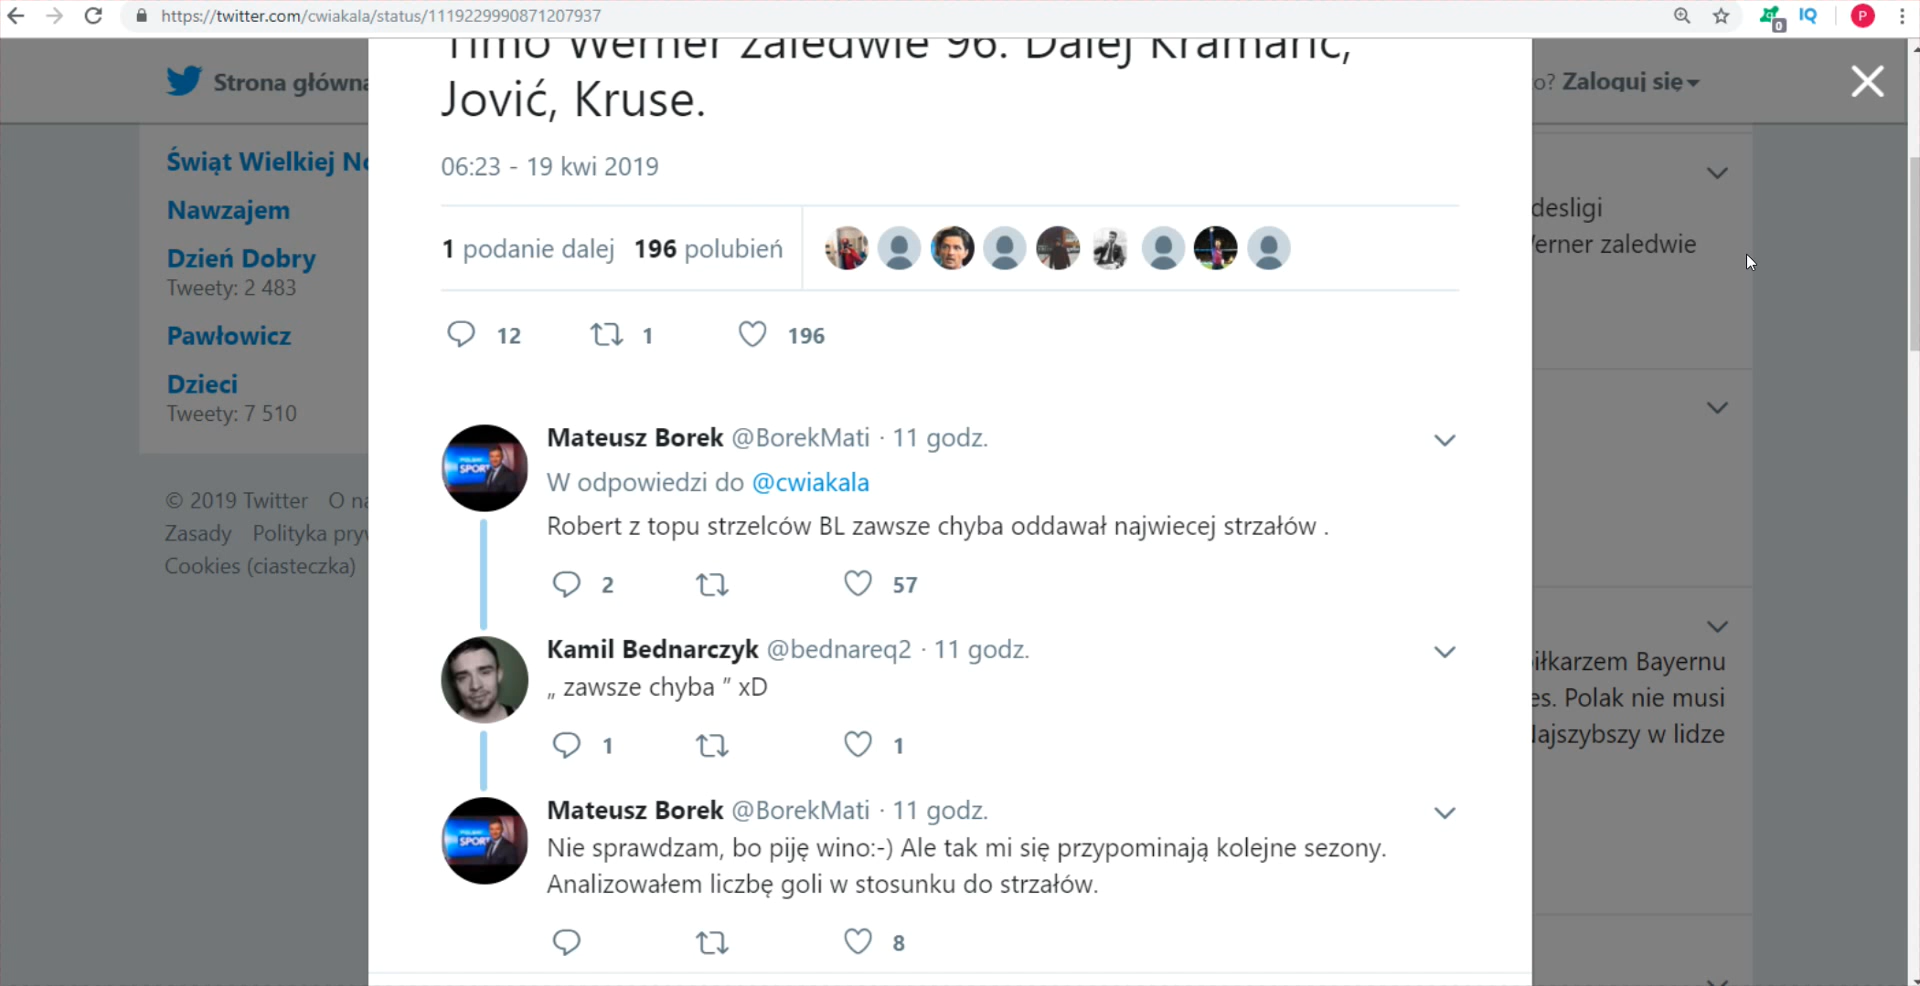 https://twitter.com/cwiakala/status/1119229990871207937
0
IQ
P
Strona główna
Zaloguj się
Timo Werner zaledwie 96. Dalej Kramaric,
Jović, Kruse.
06:23 - 19 kwi 2019
1 podanie dalej 196 polubień
12 1 196
Świąt Wielkiej No
Nawzajem
Dzień Dobry
Tweety: 2 483
Pawłowicz
Dzieci
Tweety: 7 510
© 2019 Twitter O na
Zasady Polityka pry
Cookies (ciasteczka)
Mateusz Borek @BorekMati · 11 godz.
W odpowiedzi do @cwiakala
Robert z topu strzelców BL zawsze chyba oddawał najwiecej strzałów .
2 57
Kamil Bednarczyk @bednareq2 · 11 godz.
„ zawsze chyba ” xD
1 1
Mateusz Borek @BorekMati · 11 godz.
Nie sprawdzam, bo piję wino:-) Ale tak mi się przypominają kolejne sezony.
Analizowałem liczbę goli w stosunku do strzałów.
8
desligi
erner zaledwie
iłkarzem Bayernu
es. Polak nie musi
ajszybszy w lidze